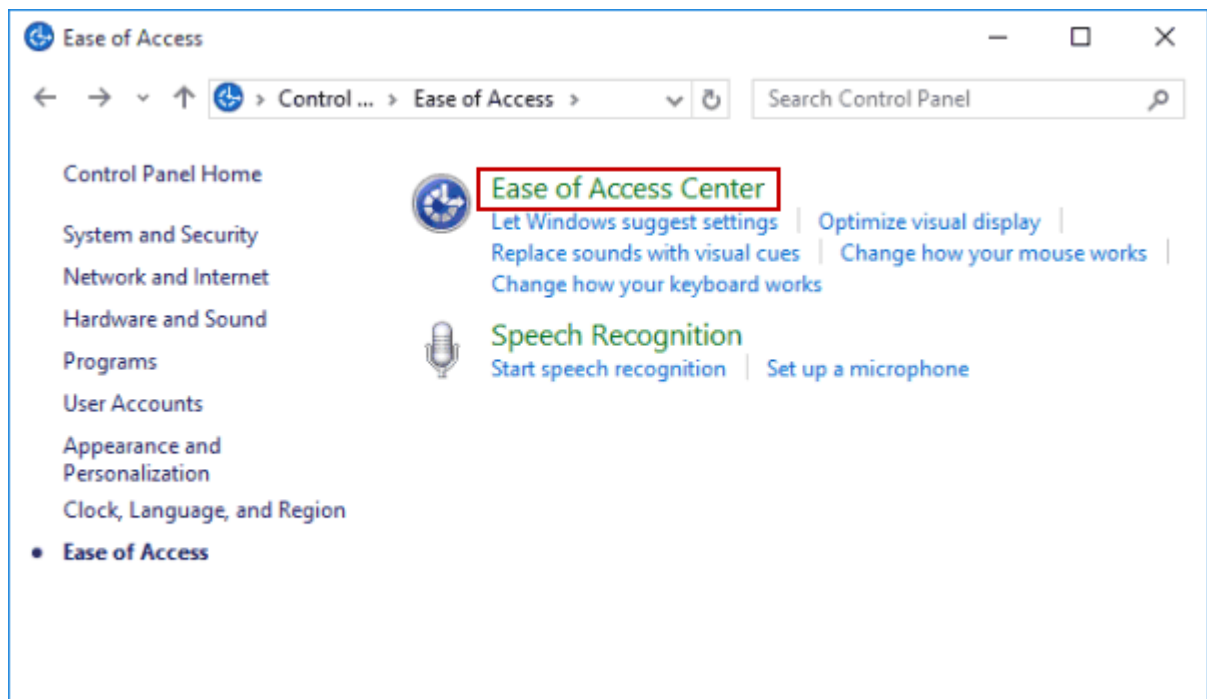 Ease of Access
Control ... Ease of Access
Search Control Panel
Control Panel Home
System and Security
Network and Internet
Hardware and Sound
Programs
User Accounts
Appearance and
Personalization
Clock, Language, and Region
Ease of Access
Ease of Access Center
Let Windows suggest settings
Optimize visual display
Replace sounds with visual cues
Change how your mouse works
Change how your keyboard works
Speech Recognition
Start speech recognition
Set up a microphone